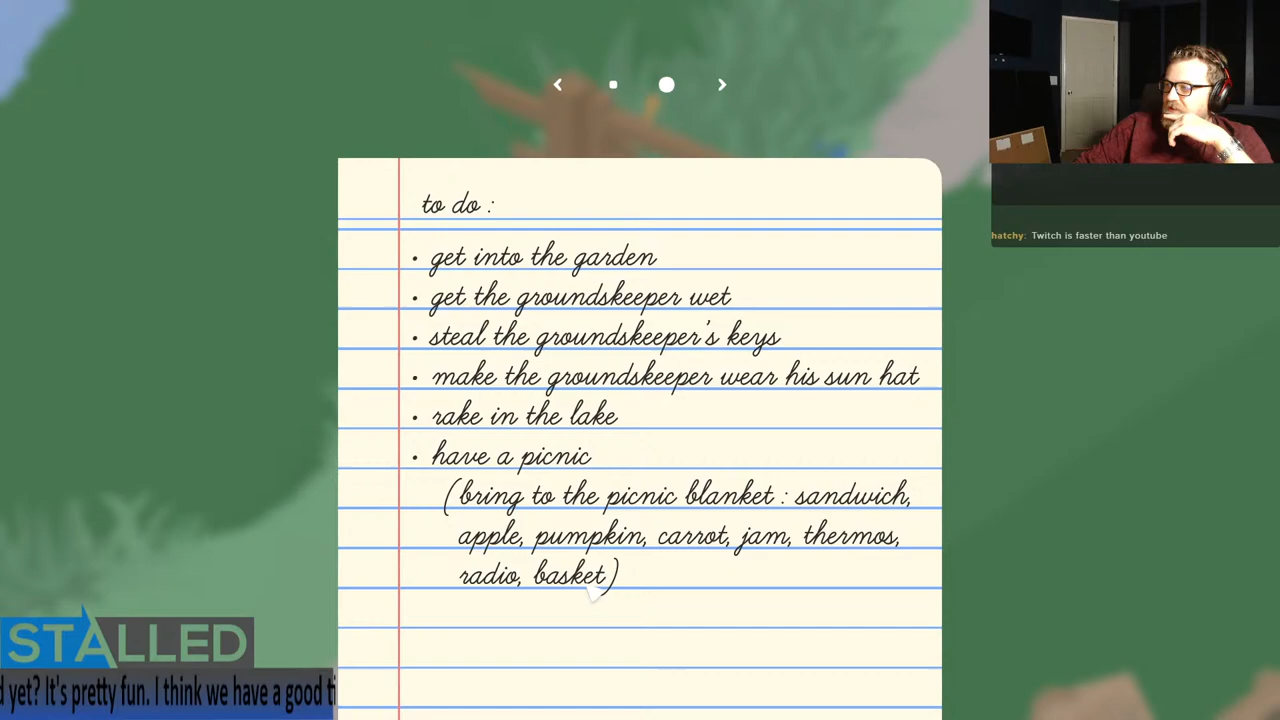 to do :
• get into the garden
• get the groundskeeper wet
• steal the groundskeeper's keys
• make the groundskeeper wear his sun hat
• rake in the lake
• have a picnic
(bring to the picnic blanket : sandwich,
apple, pumpkin, carrot, jam, thermos,
radio, basket)
hatchy: Twitch is faster than youtube
STALLED
yet? It's pretty fun. I think we have a good